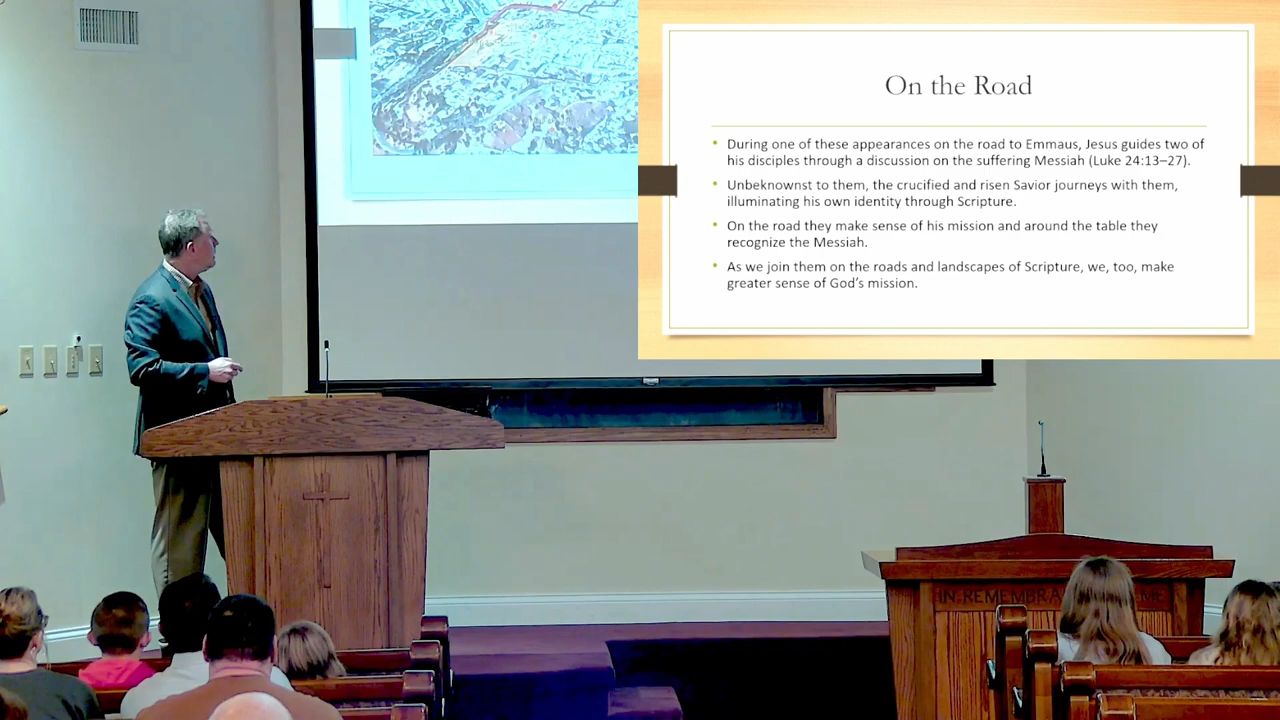 On the Road
During one of these appearances on the road to Emmaus, Jesus guides two of
his disciples through a discussion on the suffering Messiah (Luke 24:13–27).
Unbeknownst to them, the crucified and risen Savior journeys with them,
illuminating his own identity through Scripture.
On the road they make sense of his mission and around the table they
recognize the Messiah.
As we join them on the roads and landscapes of Scripture, we, too, make
greater sense of God's mission.
IN REMEMBRA ME